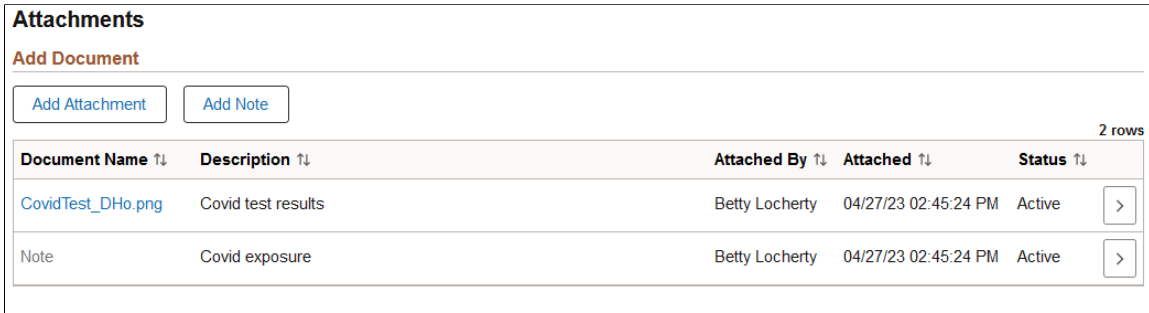 Attachments
Add Document
Add Attachment Add Note
2 rows
Document Name Description Attached By Attached Status
CovidTest_DHo.png Covid test results Betty Locherty 04/27/23 02:45:24 PM Active
Note Covid exposure Betty Locherty 04/27/23 02:45:24 PM Active